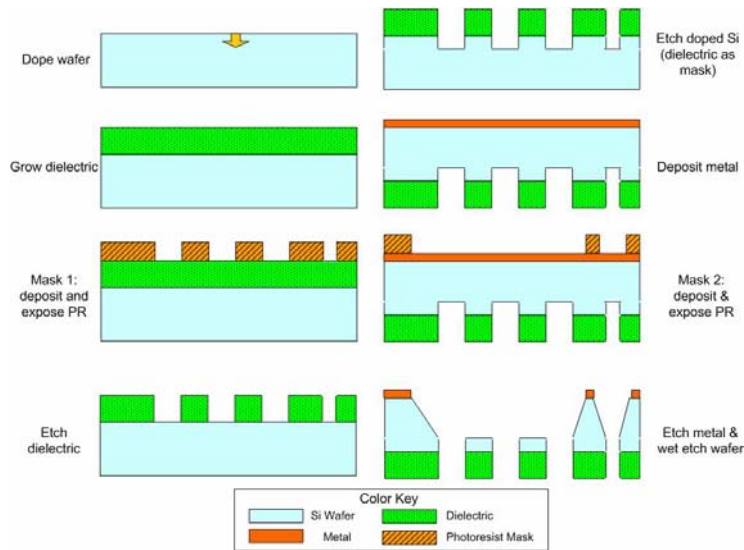 Dope wafer
Grow dielectric
Mask 1:
deposit and
expose PR
Etch
dielectric
Etch doped Si
(dielectric as
mask)
Deposit metal
Mask 2:
deposit &
expose PR
Etch metal &
wet etch wafer
Color Key
Si Wafer
Dielectric
Metal
Photoresist Mask